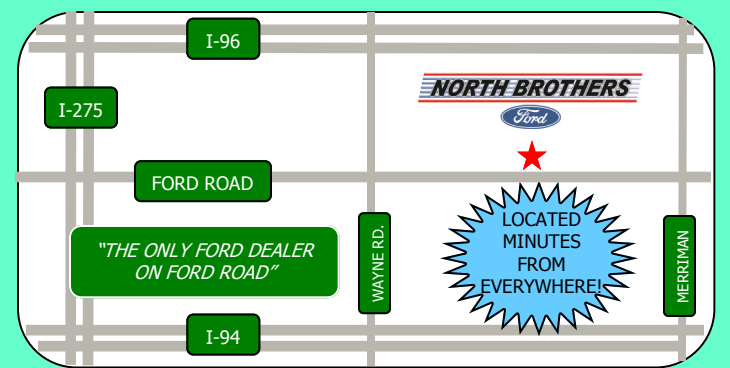 I-96
NORTH BROTHERS
Ford
I-275
FORD ROAD
"THE ONLY FORD DEALER
ON FORD ROAD"
WAYNE RD.
LOCATED
MINUTES
FROM
EVERYWHERE!
MERRIMAN
I-94